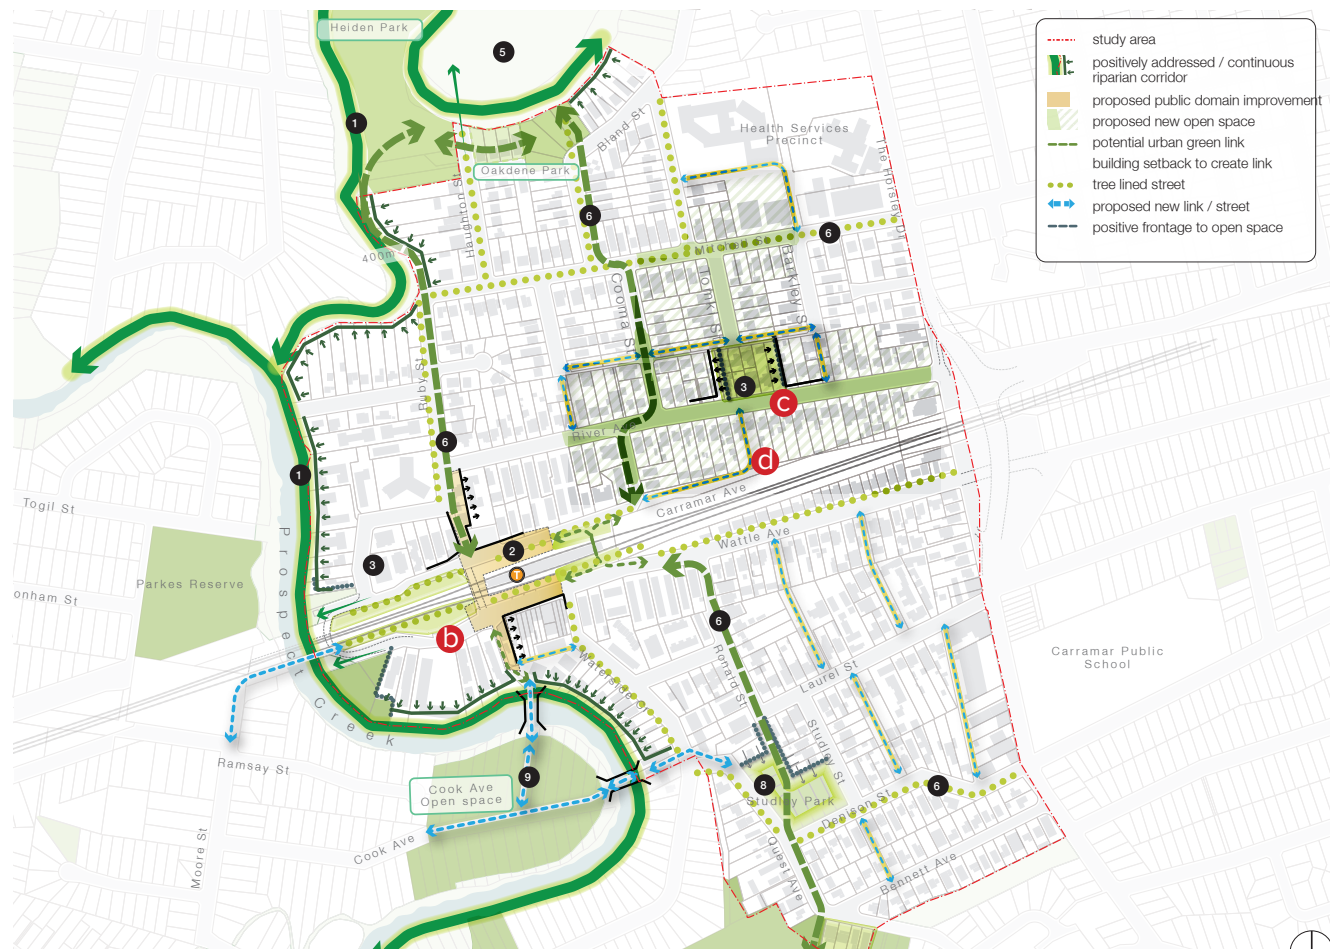 Heiden Park
5
study area
positively addressed / continuous
riparian corridor
proposed public domain improvement
proposed new open space
potential urban green link
building setback to create link
tree lined street
proposed new link / street
positive frontage to open space
1
Bland St
Health Services
Precinct
The Horsley Dr
Oakdene Park
Haughton St
6
6
Mitchell St
400m
Cooma St
Tomki St
Barkley St
Ruby St
3
c
River Ave
6
d
1
Carramar Ave
Togil St
Wattle Ave
2
3
T
Parkes Reserve
onham St
Prospect Creek
b
6
Waterside
Ronald St
Laurel St
Carramar Public
School
Studley St
Ramsay St
9
Cook Ave
Open space
8
Studley Park
6
Denison St
Cook Ave
Moore St
Quest Ave
Bennett Ave